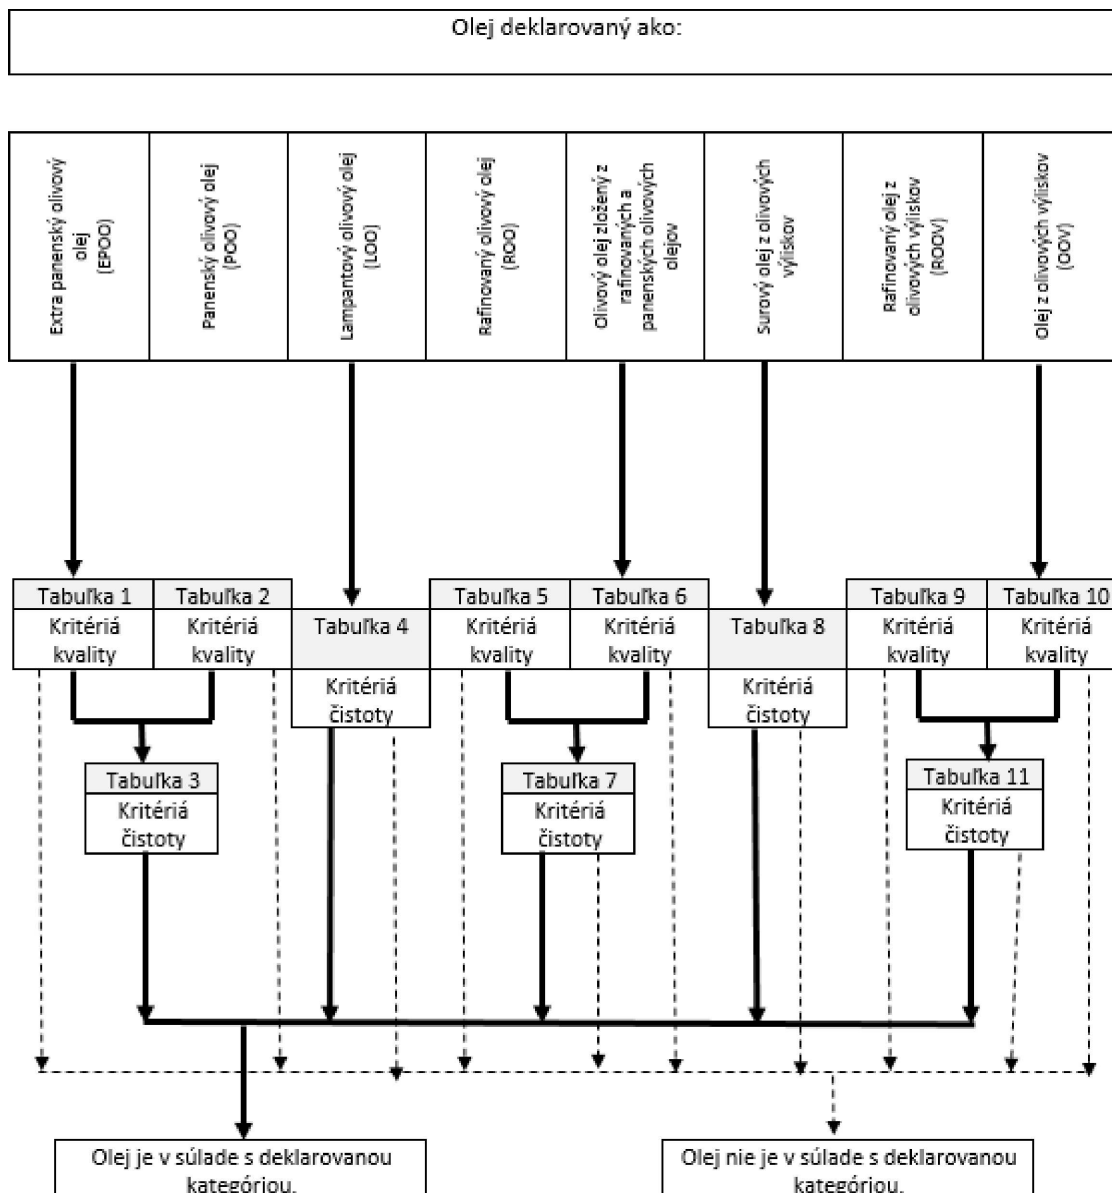 Olej deklarovaný ako:
Extra panenský olivový
olej
(EPOO)
Panenský olivový olej
(POO)
Lampantový olivový olej
(LOO)
Rafinovaný olivový olej
(ROO)
Olivový olej zložený z
rafinovaných a
panenských olivových
olejov
Surový olej z olivových
výliskov
Rafinovaný olej z
olivových výliskov
(ROOV)
Olej z olivových výliskov
(OOV)
Tabuľka 1
Kritériá
kvality
Tabuľka 2
Kritériá
kvality
Tabuľka 4
Kritériá
čistoty
Tabuľka 5
Kritériá
kvality
Tabuľka 6
Kritériá
kvality
Tabuľka 8
Kritériá
čistoty
Tabuľka 9
Kritériá
kvality
Tabuľka 10
Kritériá
kvality
Tabuľka 3
Kritériá
čistoty
Tabuľka 7
Kritériá
čistoty
Tabuľka 11
Kritériá
čistoty
Olej je v súlade s deklarovanou
kategóriou.
Olej nie je v súlade s deklarovanou
kategóriou.